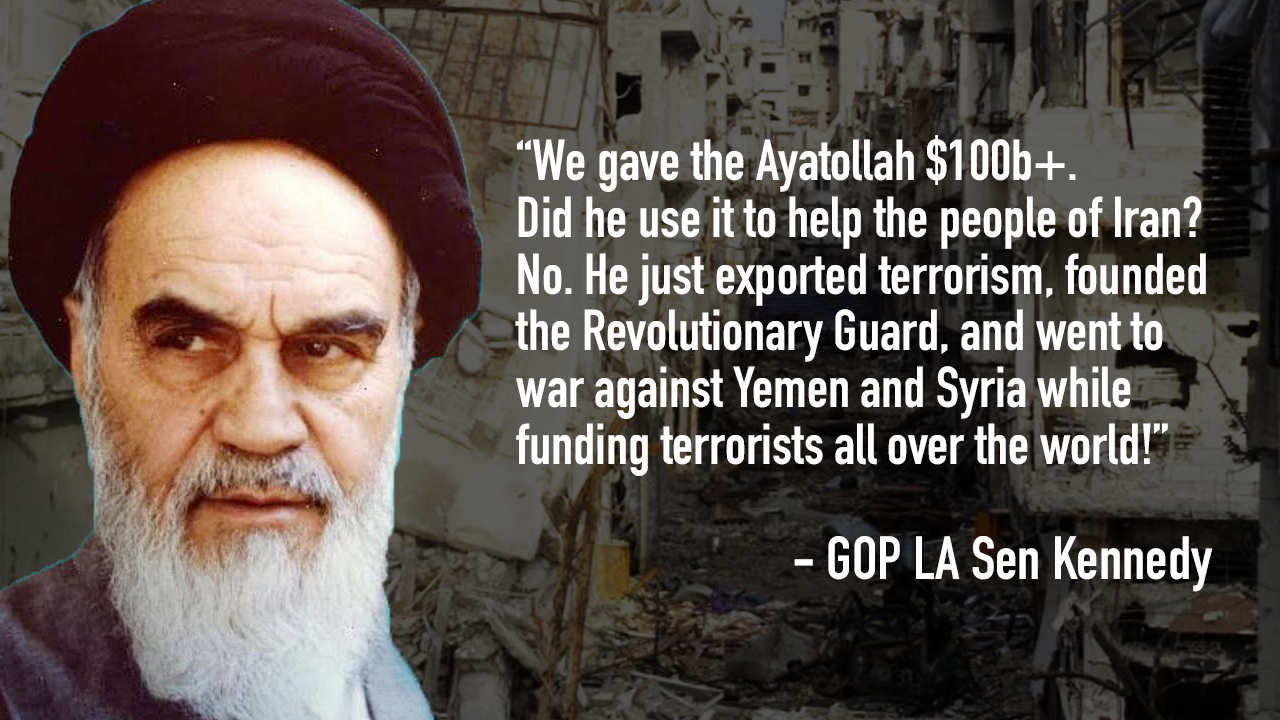 “We gave the Ayatollah $100b+.
Did he use it to help the people of Iran?
No. He just exported terrorism, founded
the Revolutionary Guard, and went to
war against Yemen and Syria while
funding terrorists all over the world!”
– GOP LA Sen Kennedy